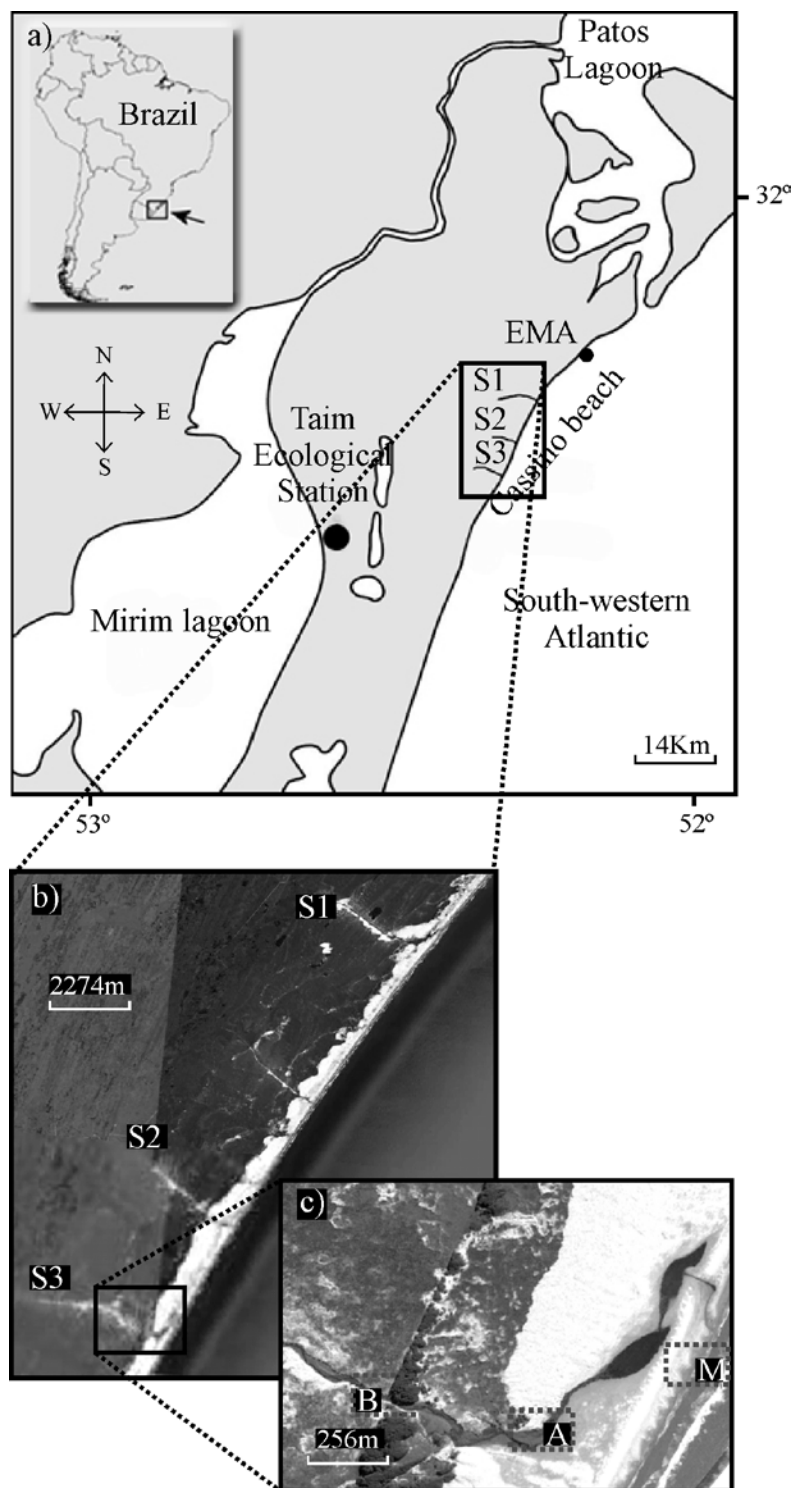 a)
Brazil
Patos
Lagoon
32º
N
W E
S
EMA
S1
S2
S3
Cassino beach
Taim
Ecological
Station
Mirim lagoon
South-western
Atlantic
14Km
53º
52º
b)
S1
2274m
S2
S3
c)
B
A
M
256m